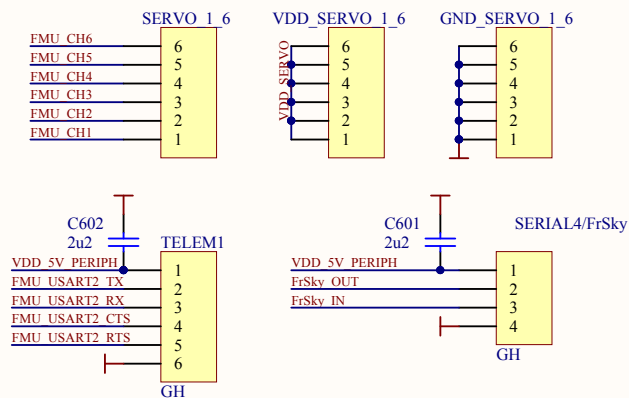 SERVO_1_6
FMU_CH6
6
FMU_CH5
5
FMU_CH4
4
FMU_CH3
3
FMU_CH2
2
FMU_CH1
1
VDD_SERVO_1_6
VDD_SERVO
6
5
4
3
2
1
GND_SERVO_1_6
6
5
4
3
2
1
C602
2u2
TELEM1
VDD_5V_PERIPH
1
FMU_USART2_TX
2
FMU_USART2_RX
3
FMU_USART2_CTS
4
FMU_USART2_RTS
5
6
GH
C601
2u2
SERIAL4/FrSky
VDD_5V_PERIPH
1
FrSky_OUT
2
FrSky_IN
3
4
GH